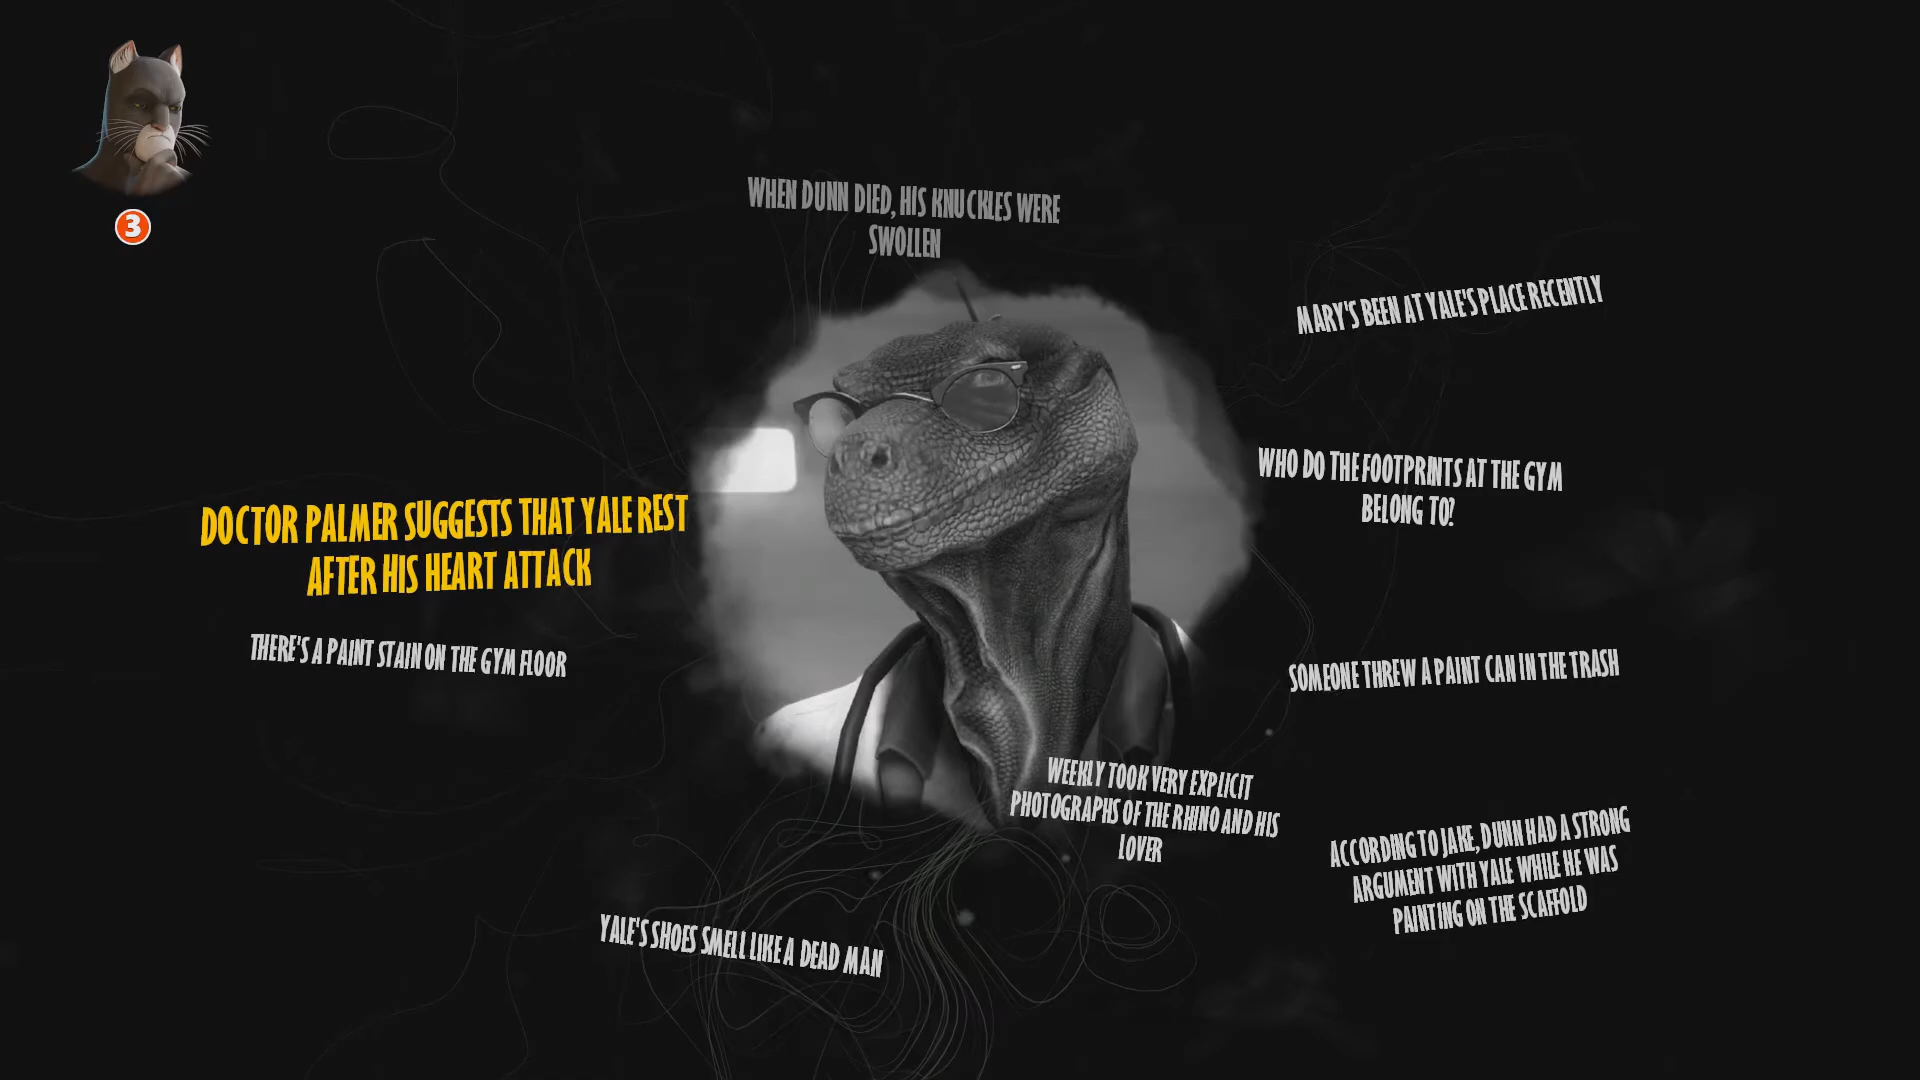 3
WHEN DUNN DIED, HIS KNUCKLES WERE
SWOLLEN
MARY'S BEEN AT YALE'S PLACE RECENTLY
WHO DO THE FOOTPRINTS AT THE GYM
BELONG TO?
DOCTOR PALMER SUGGESTS THAT YALE REST
AFTER HIS HEART ATTACK
THERE'S A PAINT STAIN ON THE GYM FLOOR
SOMEONE THREW A PAINT CAN IN THE TRASH
WEEKLY TOOK VERY EXPLICIT
PHOTOGRAPHS OF THE RHINO AND HIS
LOVER
ACCORDING TO JAKE, DUNN HAD A STRONG
ARGUMENT WITH YALE WHILE HE WAS
PAINTING ON THE SCAFFOLD
YALE'S SHOES SMELL LIKE A DEAD MAN